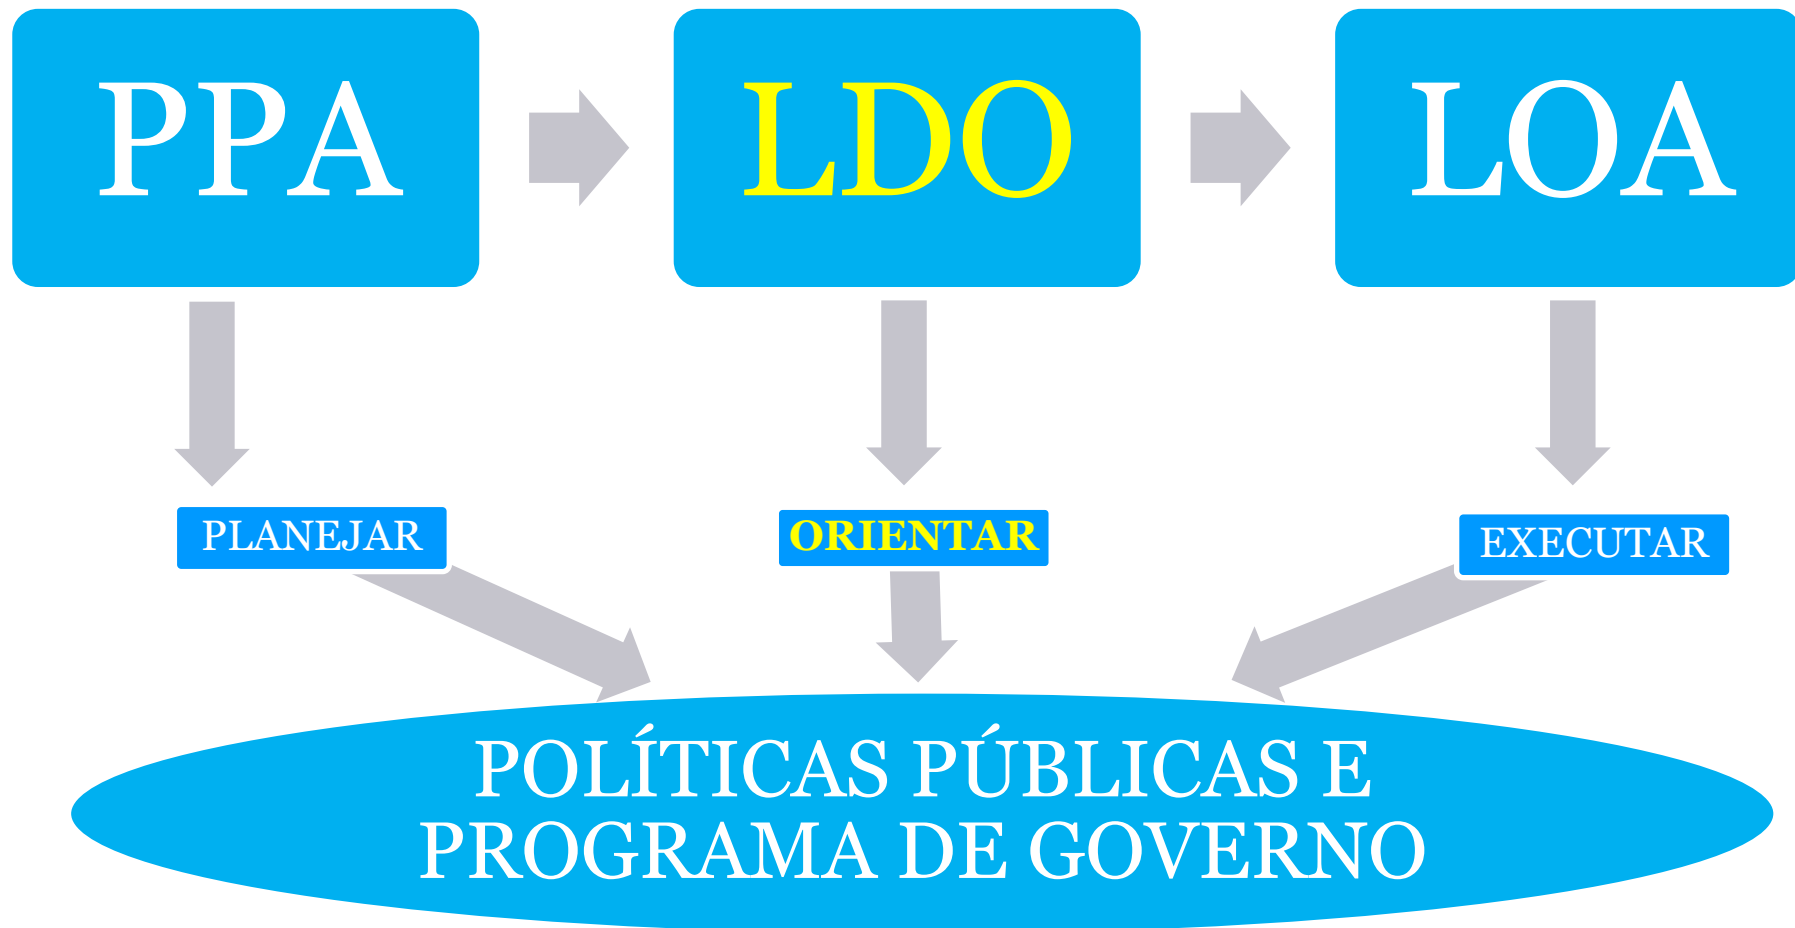 PPA
LDO
LOA
PLANEJAR
ORIENTAR
EXECUTAR
POLÍTICAS PÚBLICAS E
PROGRAMA DE GOVERNO